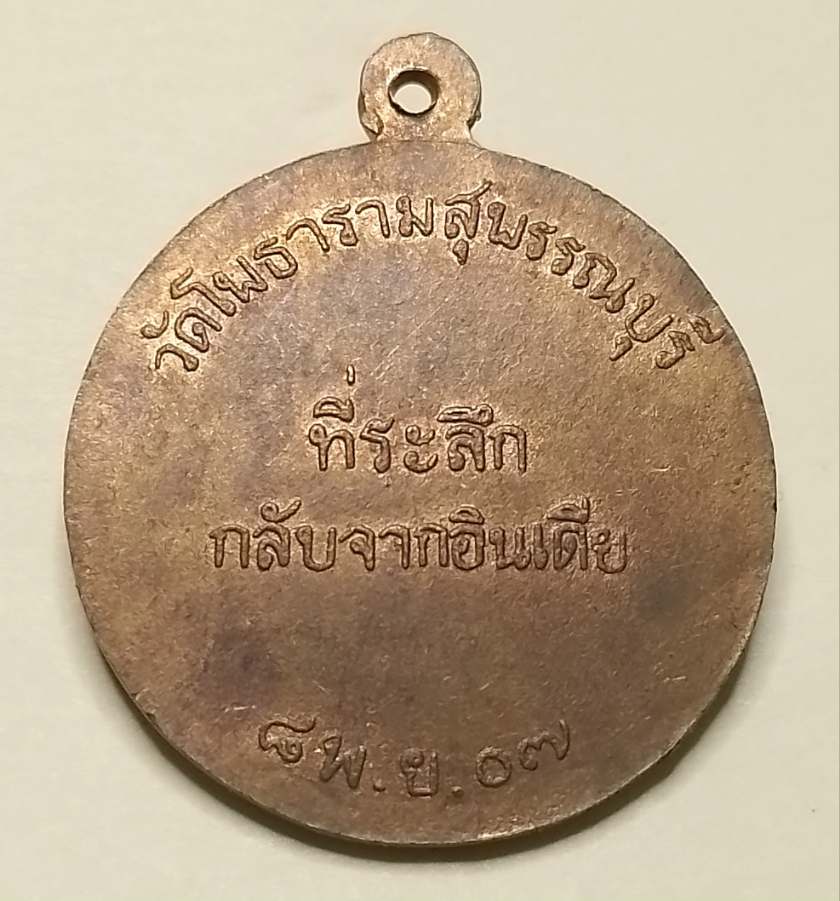 วัดโพธารามสุพรรณบุรี
ที่ระลึก
กลับจากอินเดีย
๘ พ.ย.๐๗